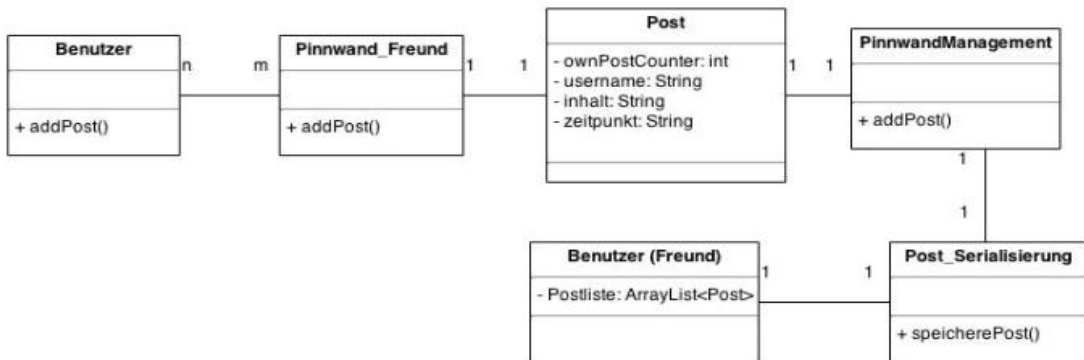 Benutzer
+ addPost()
n
m
Pinnwand_Freund
+ addPost()
1
1
Post
- ownPostCounter: int
- username: String
- inhalt: String
- zeitpunkt: String
1
1
PinnwandManagement
+ addPost()
1
1
Benutzer (Freund)
- Postliste: ArrayList<Post>
1
1
Post_Serialisierung
+ speicherePost()